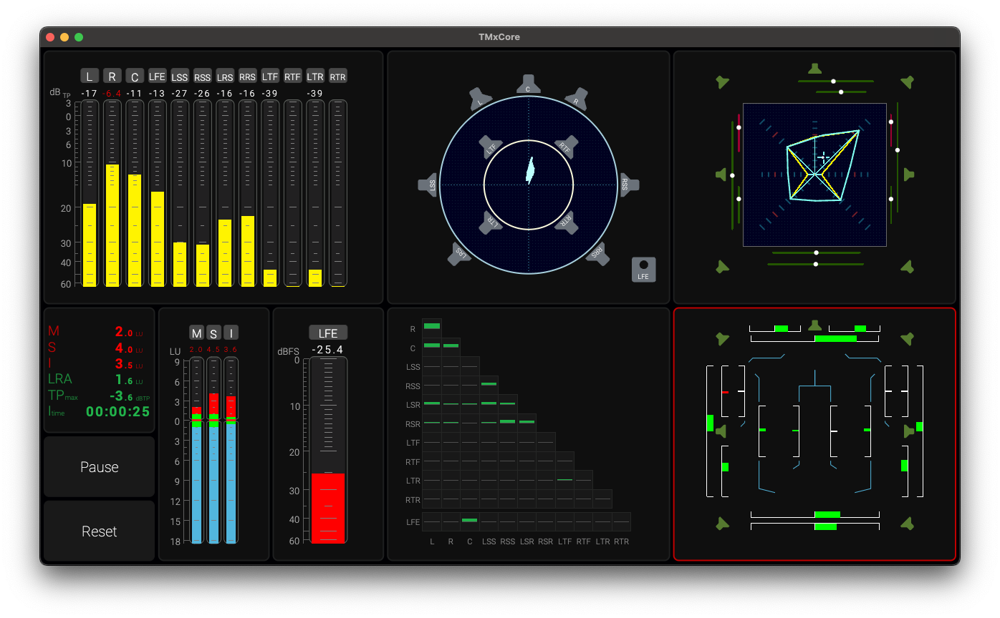 TMxCore
L R C LFE LSS RSS LRS RRS LTF RTF LTR RTR
dB TP -17 -6.4 -11 -13 -27 -26 -16 -16 -39 -39
3
0
3
6
10
20
30
40
60
C
L R
LTF RTF
LSS RSS
LTR RTR
LRS RRS
LFE
M 2.0 LU
S 4.0 LU
I 3.5 LU
LRA 1.6 LU
TPmax -3.6 dBTP
Itime 00:00:25
Pause
Reset
M S I
LU 2.0 4.5 3.6
9
6
3
0
3
6
9
12
15
18
LFE
dBFS -25.4
0
10
20
30
40
60
R
C
LSS
RSS
LSR
RSR
LTF
RTF
LTR
RTR
LFE
L R C LSS RSS LSR RSR LTF RTF LTR RTR